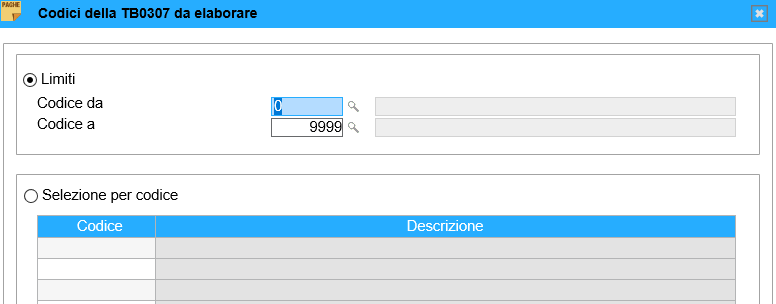 PAGHE
Codici della TB0307 da elaborare
Limiti
Codice da 0
Codice a 9999
Selezione per codice
Codice Descrizione